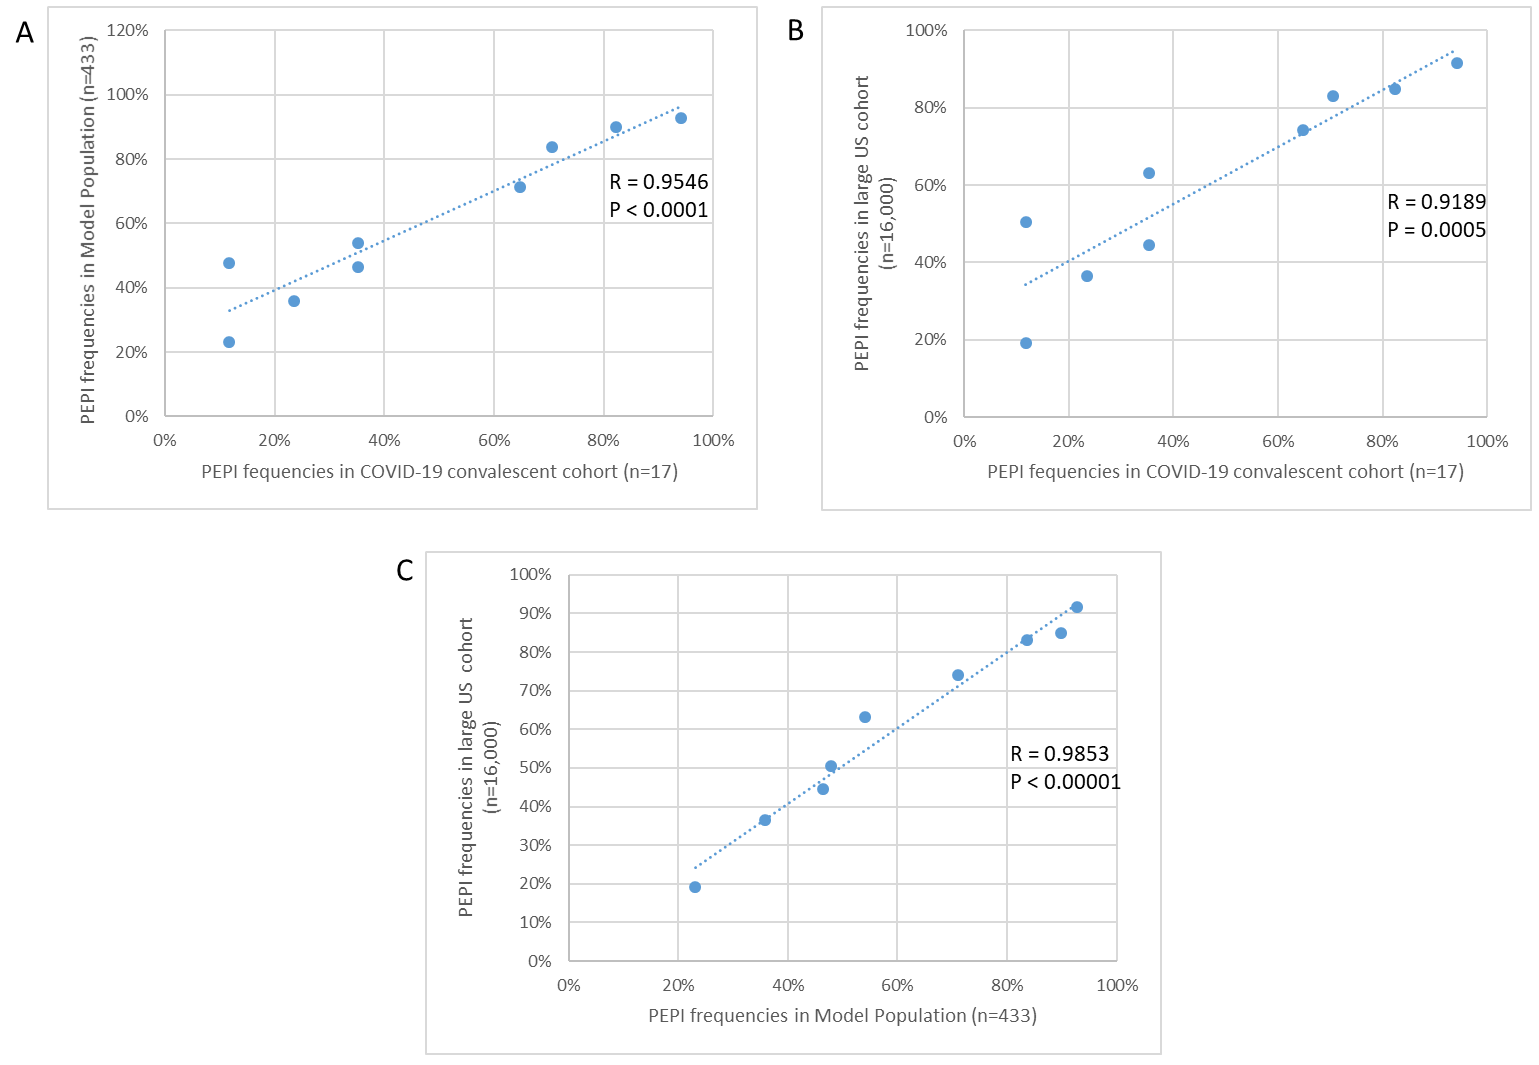 A
PEPI frequencies in Model Population (n=433)
120%
100%
80%
60%
40%
20%
0%
0% 20% 40% 60% 80% 100%
PEPI fequencies in COVID-19 convalescent cohort (n=17)
R = 0.9546
P < 0.0001
B
PEPI frequencies in large US cohort
(n=16,000)
100%
80%
60%
40%
20%
0%
0% 20% 40% 60% 80% 100%
PEPI fequencies in COVID-19 convalescent cohort (n=17)
R = 0.9189
P = 0.0005
C
PEPI frequencies in large US cohort
(n=16,000)
100%
90%
80%
70%
60%
50%
40%
30%
20%
10%
0%
0% 20% 40% 60% 80% 100%
PEPI frequencies in Model Population (n=433)
R = 0.9853
P < 0.00001